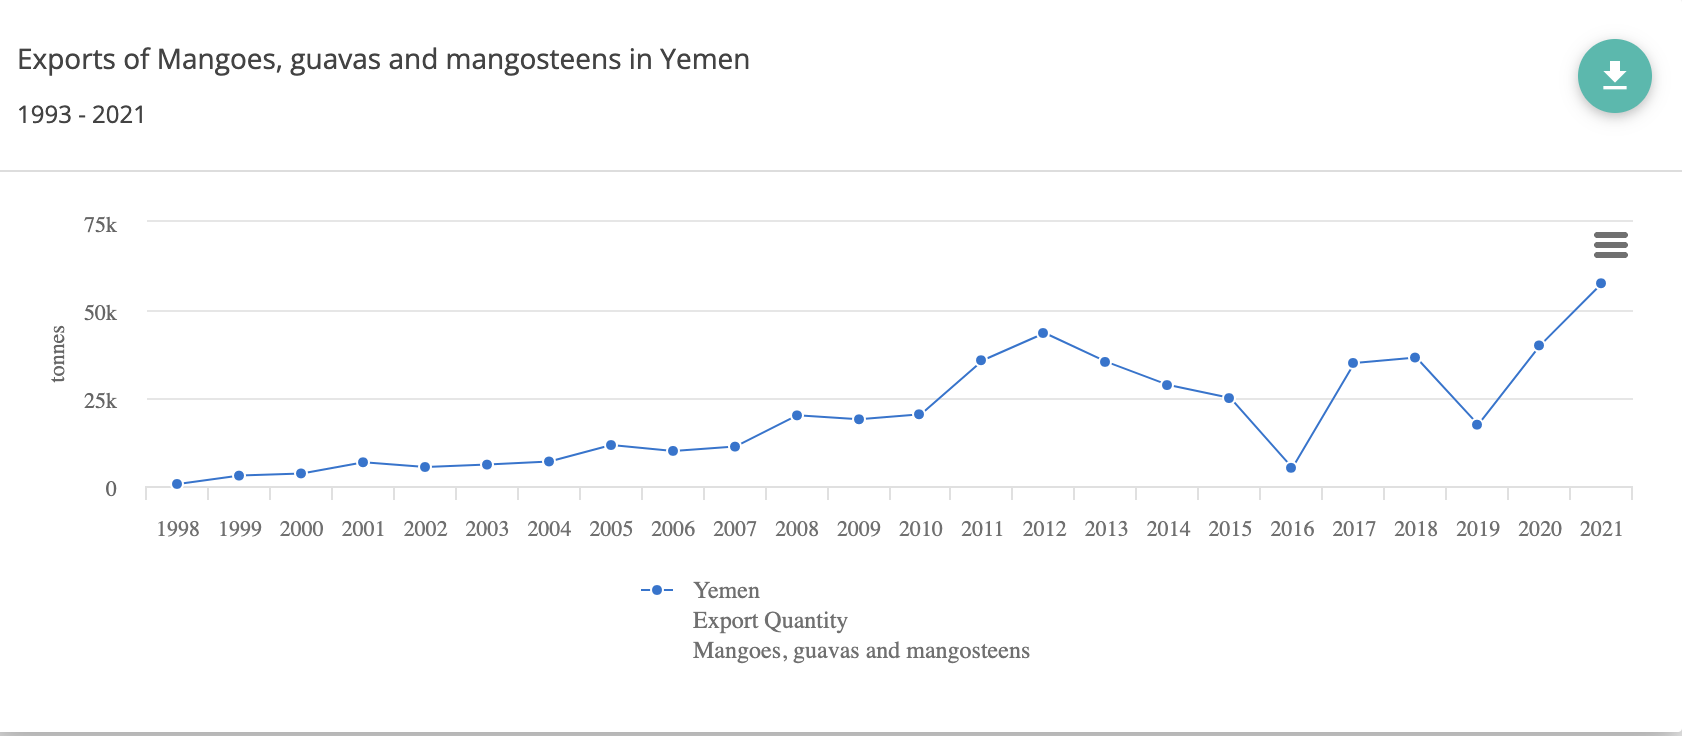 Exports of Mangoes, guavas and mangosteens in Yemen
1993 - 2021
75k
50k
25k
0
tonnes
1998 1999 2000 2001 2002 2003 2004 2005 2006 2007 2008 2009 2010 2011 2012 2013 2014 2015 2016 2017 2018 2019 2020 2021
Yemen
Export Quantity
Mangoes, guavas and mangosteens